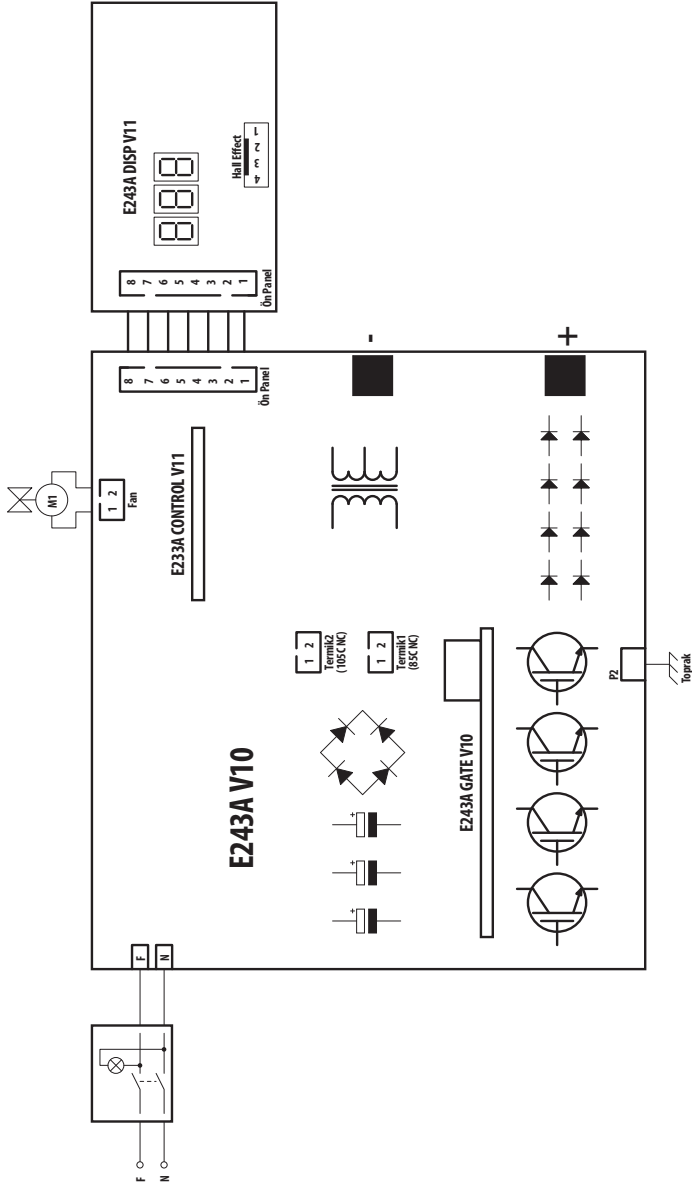 F
N
F
N
E243A V10
1 2
Termik2
(105C NC)
1 2
Termik1
(85C NC)
E243A GATE V10
P2
Toprak
M1
1 2
Fan
E233A CONTROL V11
8
7
6
5
4
3
2
1
Ön Panel
-
+
8
7
6
5
4
3
2
1
Ön Panel
E243A DISP V11
888
Hall Effect
4 3 2 1
+
+
+